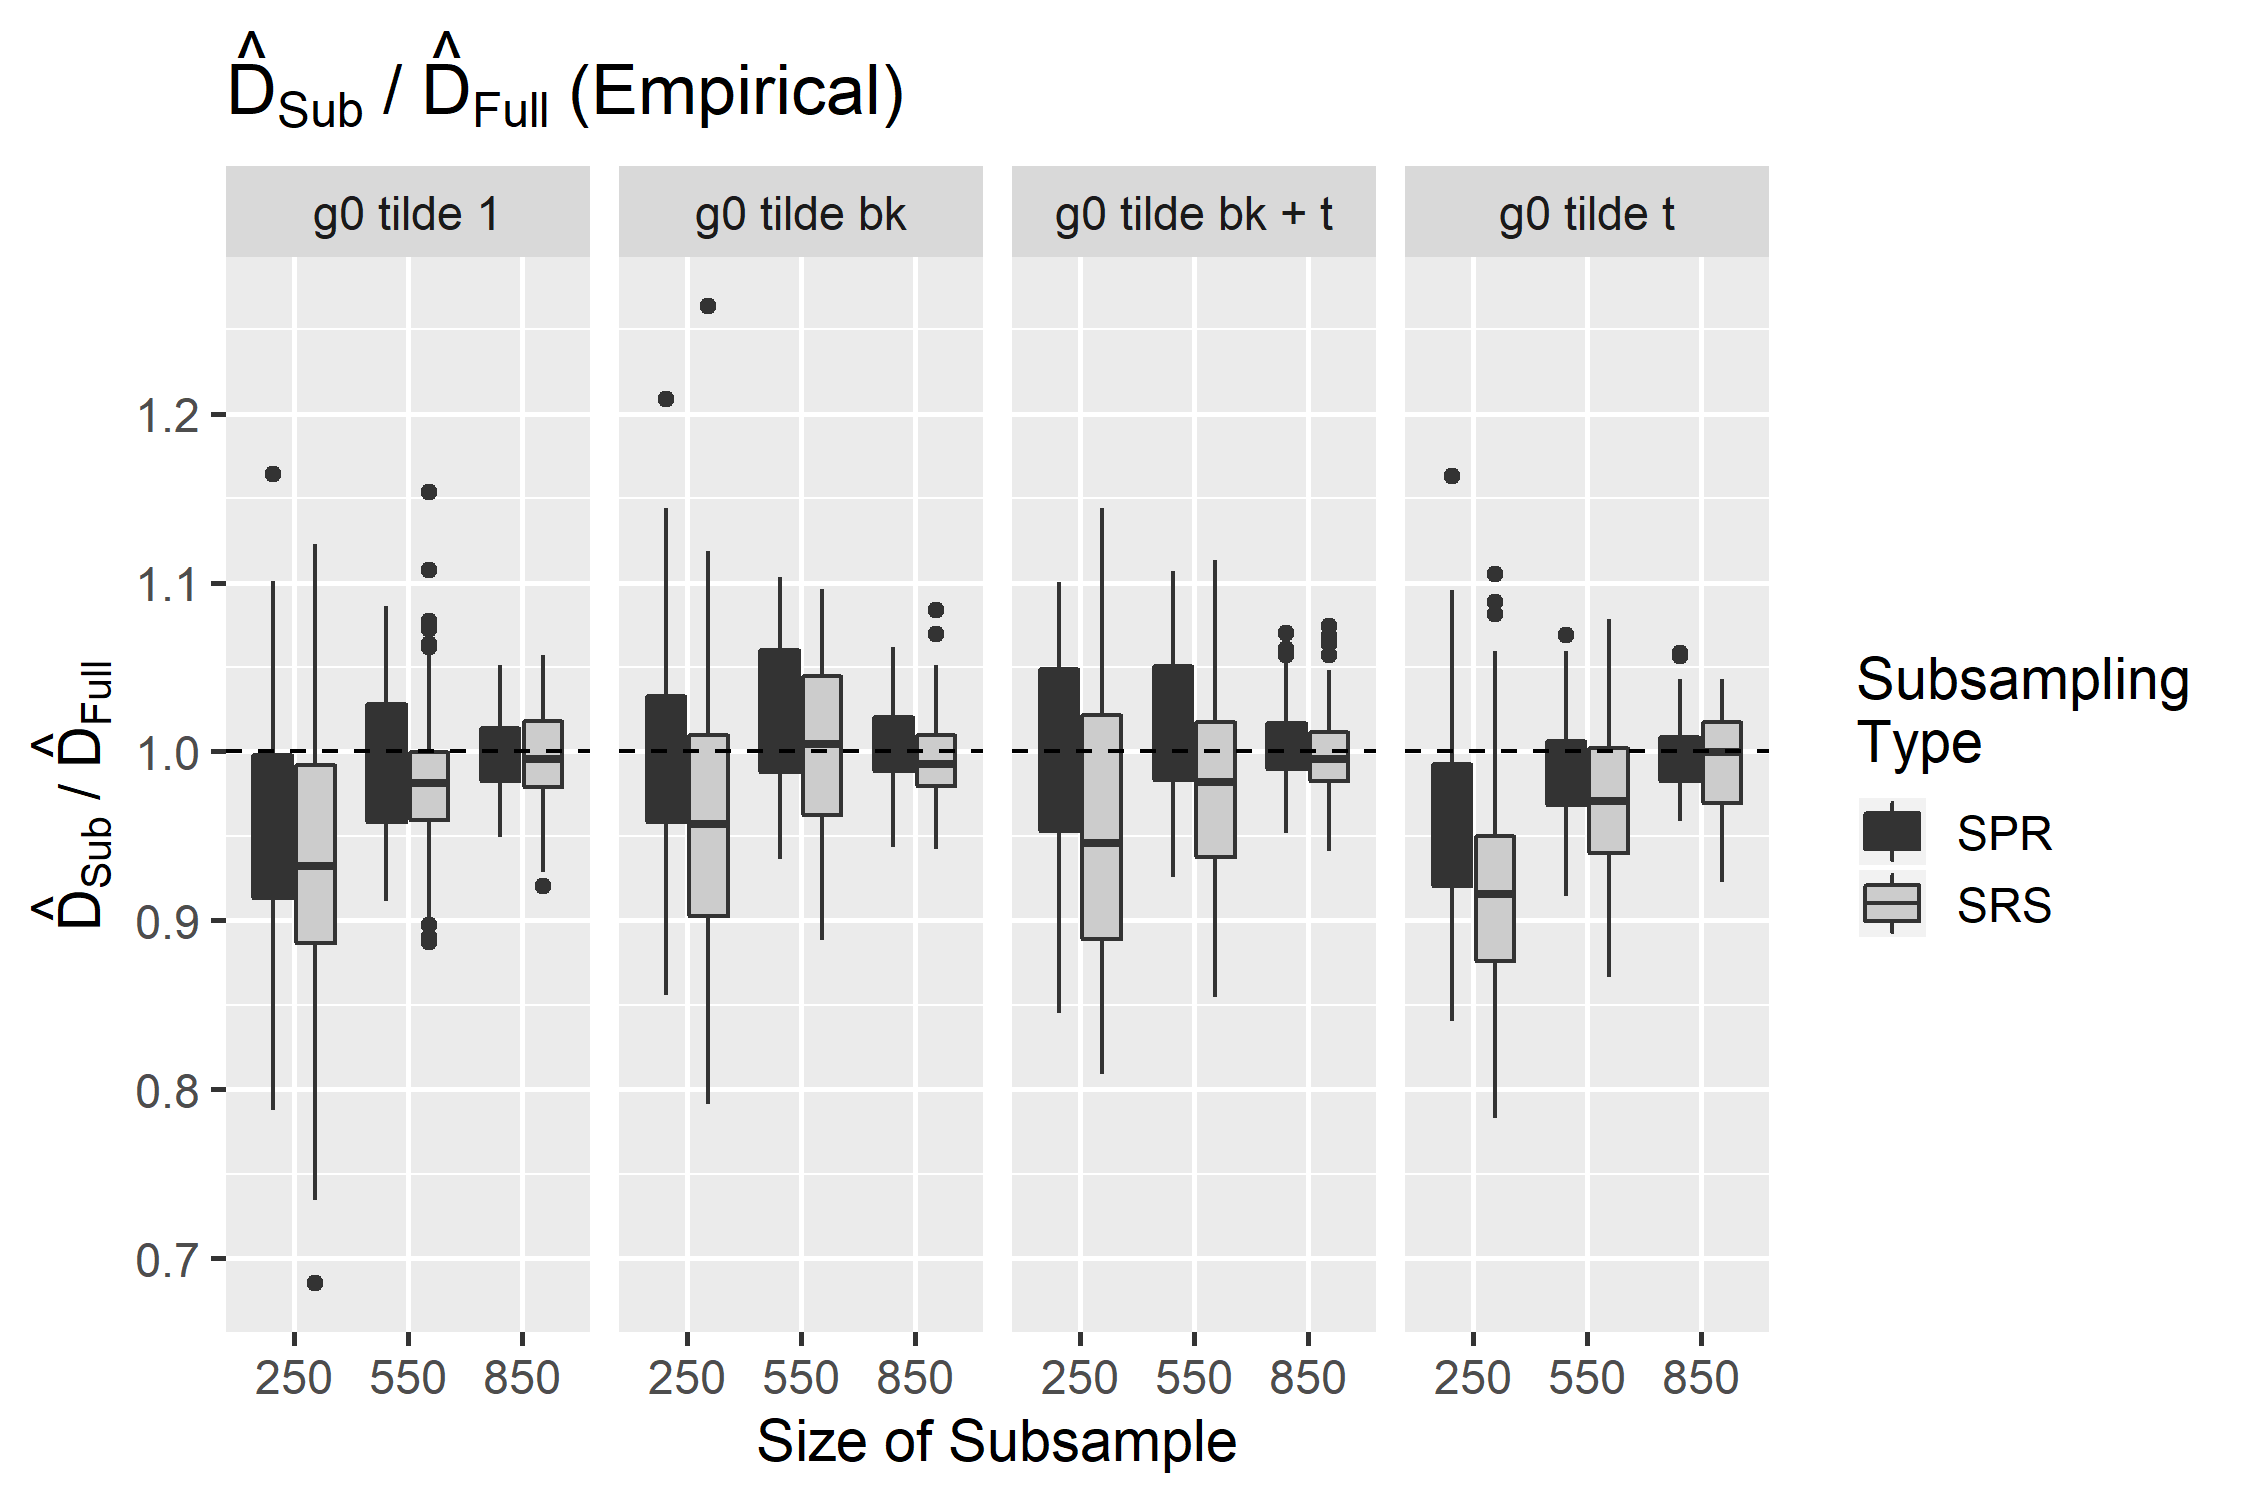 D̂Sub / D̂Full (Empirical)
g0 tilde 1
g0 tilde bk
g0 tilde bk + t
g0 tilde t
D̂Sub / D̂Full
1.2
1.1
1.0
0.9
0.8
0.7
250 550 850
250 550 850
250 550 850
250 550 850
Size of Subsample
Subsampling
Type
SPR
SRS